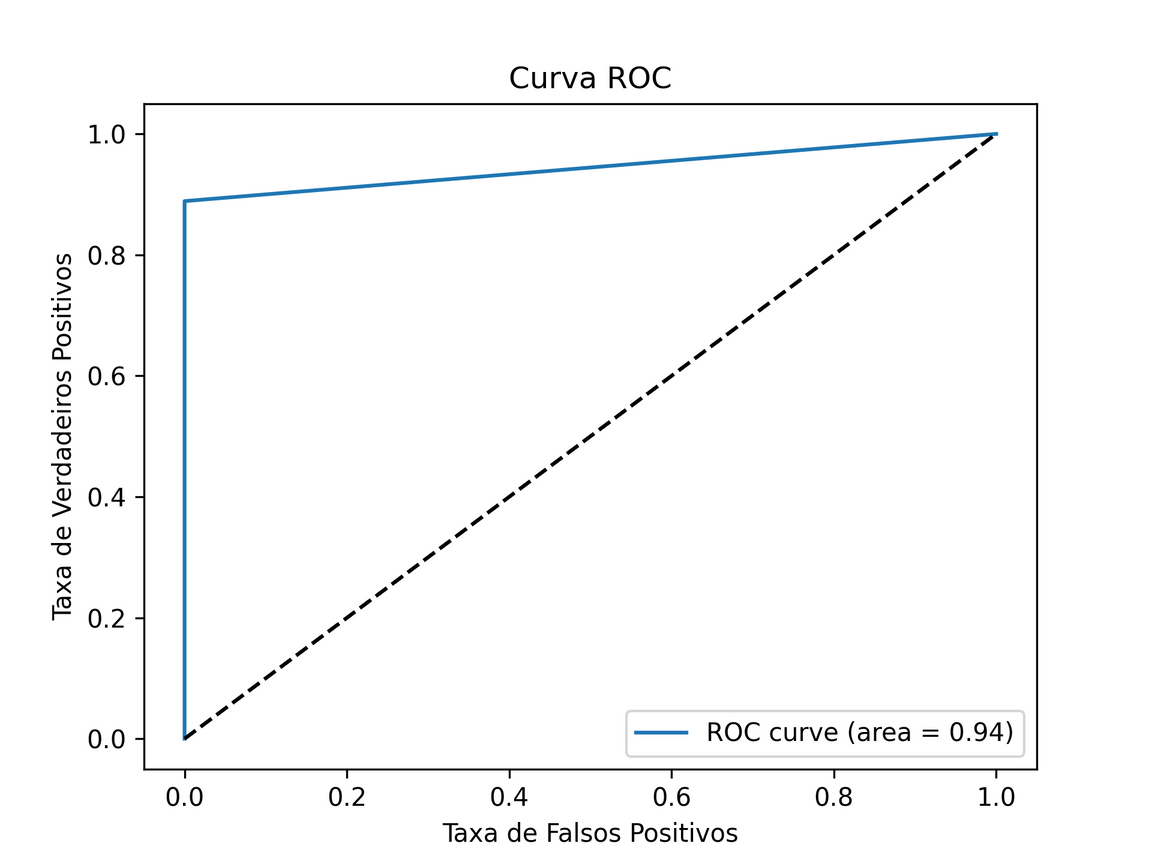 Curva ROC
1.0
0.8
0.6
0.4
0.2
0.0
Taxa de Verdadeiros Positivos
ROC curve (area = 0.94)
0.0 0.2 0.4 0.6 0.8 1.0
Taxa de Falsos Positivos